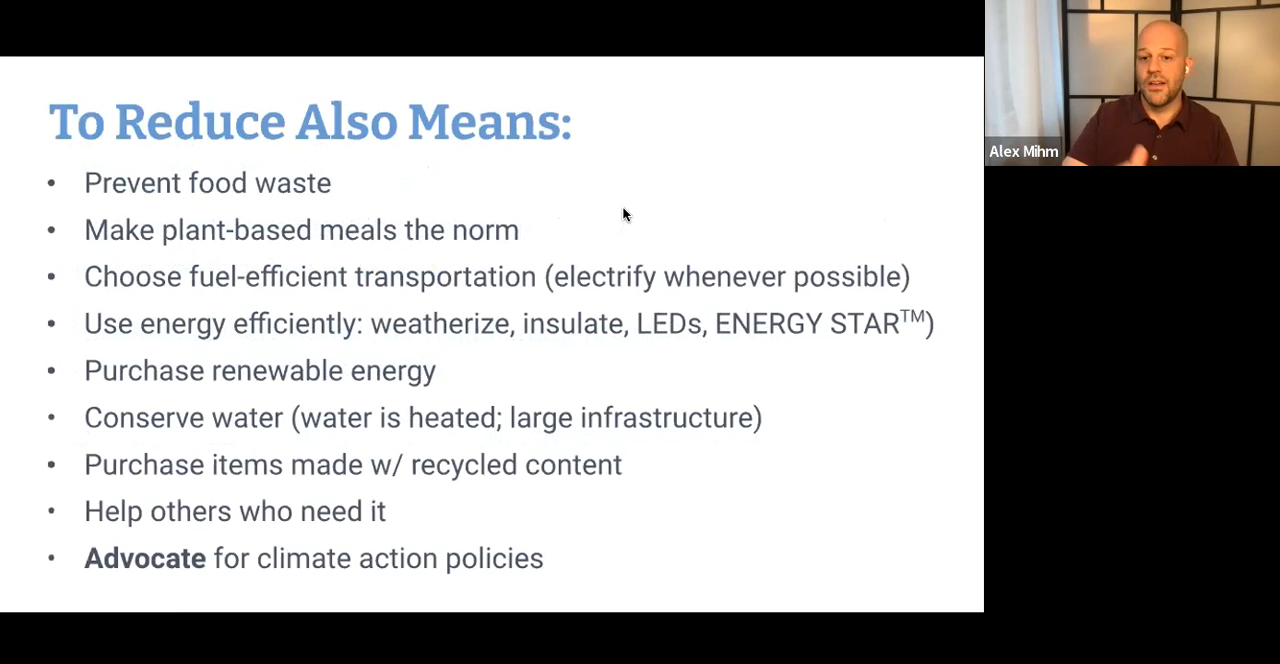 To Reduce Also Means:
• Prevent food waste
• Make plant-based meals the norm
• Choose fuel-efficient transportation (electrify whenever possible)
• Use energy efficiently: weatherize, insulate, LEDs, ENERGY STAR™)
• Purchase renewable energy
• Conserve water (water is heated; large infrastructure)
• Purchase items made w/ recycled content
• Help others who need it
• Advocate for climate action policies
Alex Mihm